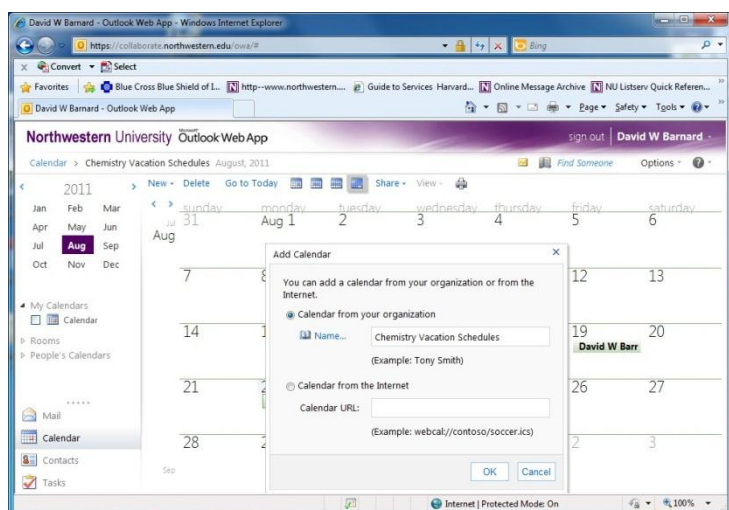 David W Barnard - Outlook Web App - Windows Internet Explorer
https://collaborate.northwestern.edu/owa/#
Bing
x Convert Select
Favorites Blue Cross Blue Shield of I... http--www.northwestern.... Guide to Services Harvard... Online Message Archive NU Listserv Quick Referen...
David W Barnard - Outlook Web App
Page Safety Tools
Northwestern University Outlook Web App sign out David W Barnard
Calendar > Chemistry Vacation Schedules August, 2011 Find Someone Options
2011 New Delete Go to Today Share View
sunday monday tuesday wednesday thursday friday saturday
Jan Feb Mar
Jul 31 Aug 1 2 3 4 5 6
Apr May Jun
Aug
Jul Aug Sep
Oct Nov Dec
Add Calendar
7 8 12 13
You can add a calendar from your organization or from the
Internet.
My Calendars
Calendar
Calendar from your organization
Rooms
People's Calendars
14 19 20
Name... Chemistry Vacation Schedules
David W Barr
(Example: Tony Smith)
21 26 27
Calendar from the Internet
Calendar URL:
(Example: webcal://contoso/soccer.ics)
Mail
Calendar
28 2 3
Contacts
Sep
OK Cancel
Tasks
Internet | Protected Mode: On 100%